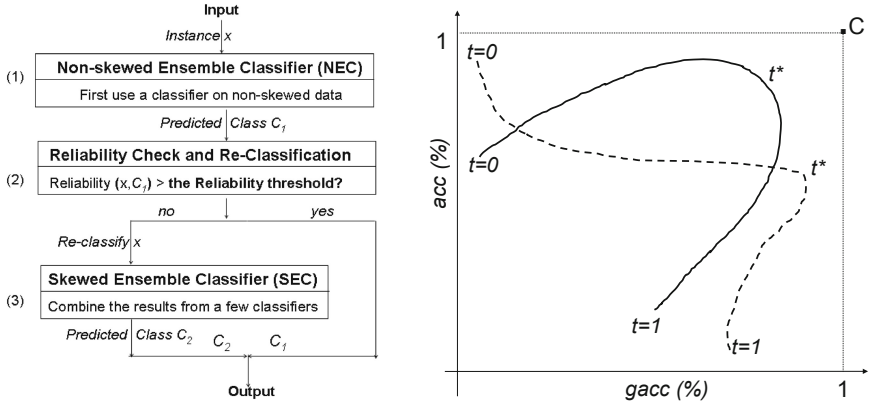 Input
Instance x
(1)
Non-skewed Ensemble Classifier (NEC)
First use a classifier on non-skewed data
Predicted Class C1
Reliability Check and Re-Classification
(2)
Reliability (x,C1) > the Reliability threshold?
no yes
Re-classify x
Skewed Ensemble Classifier (SEC)
(3)
Combine the results from a few classifiers
Predicted Class C2
C2 C1
Output
C
1
t=0
t*
acc (%)
t=0
t*
t=1
t=1
gacc (%)
1